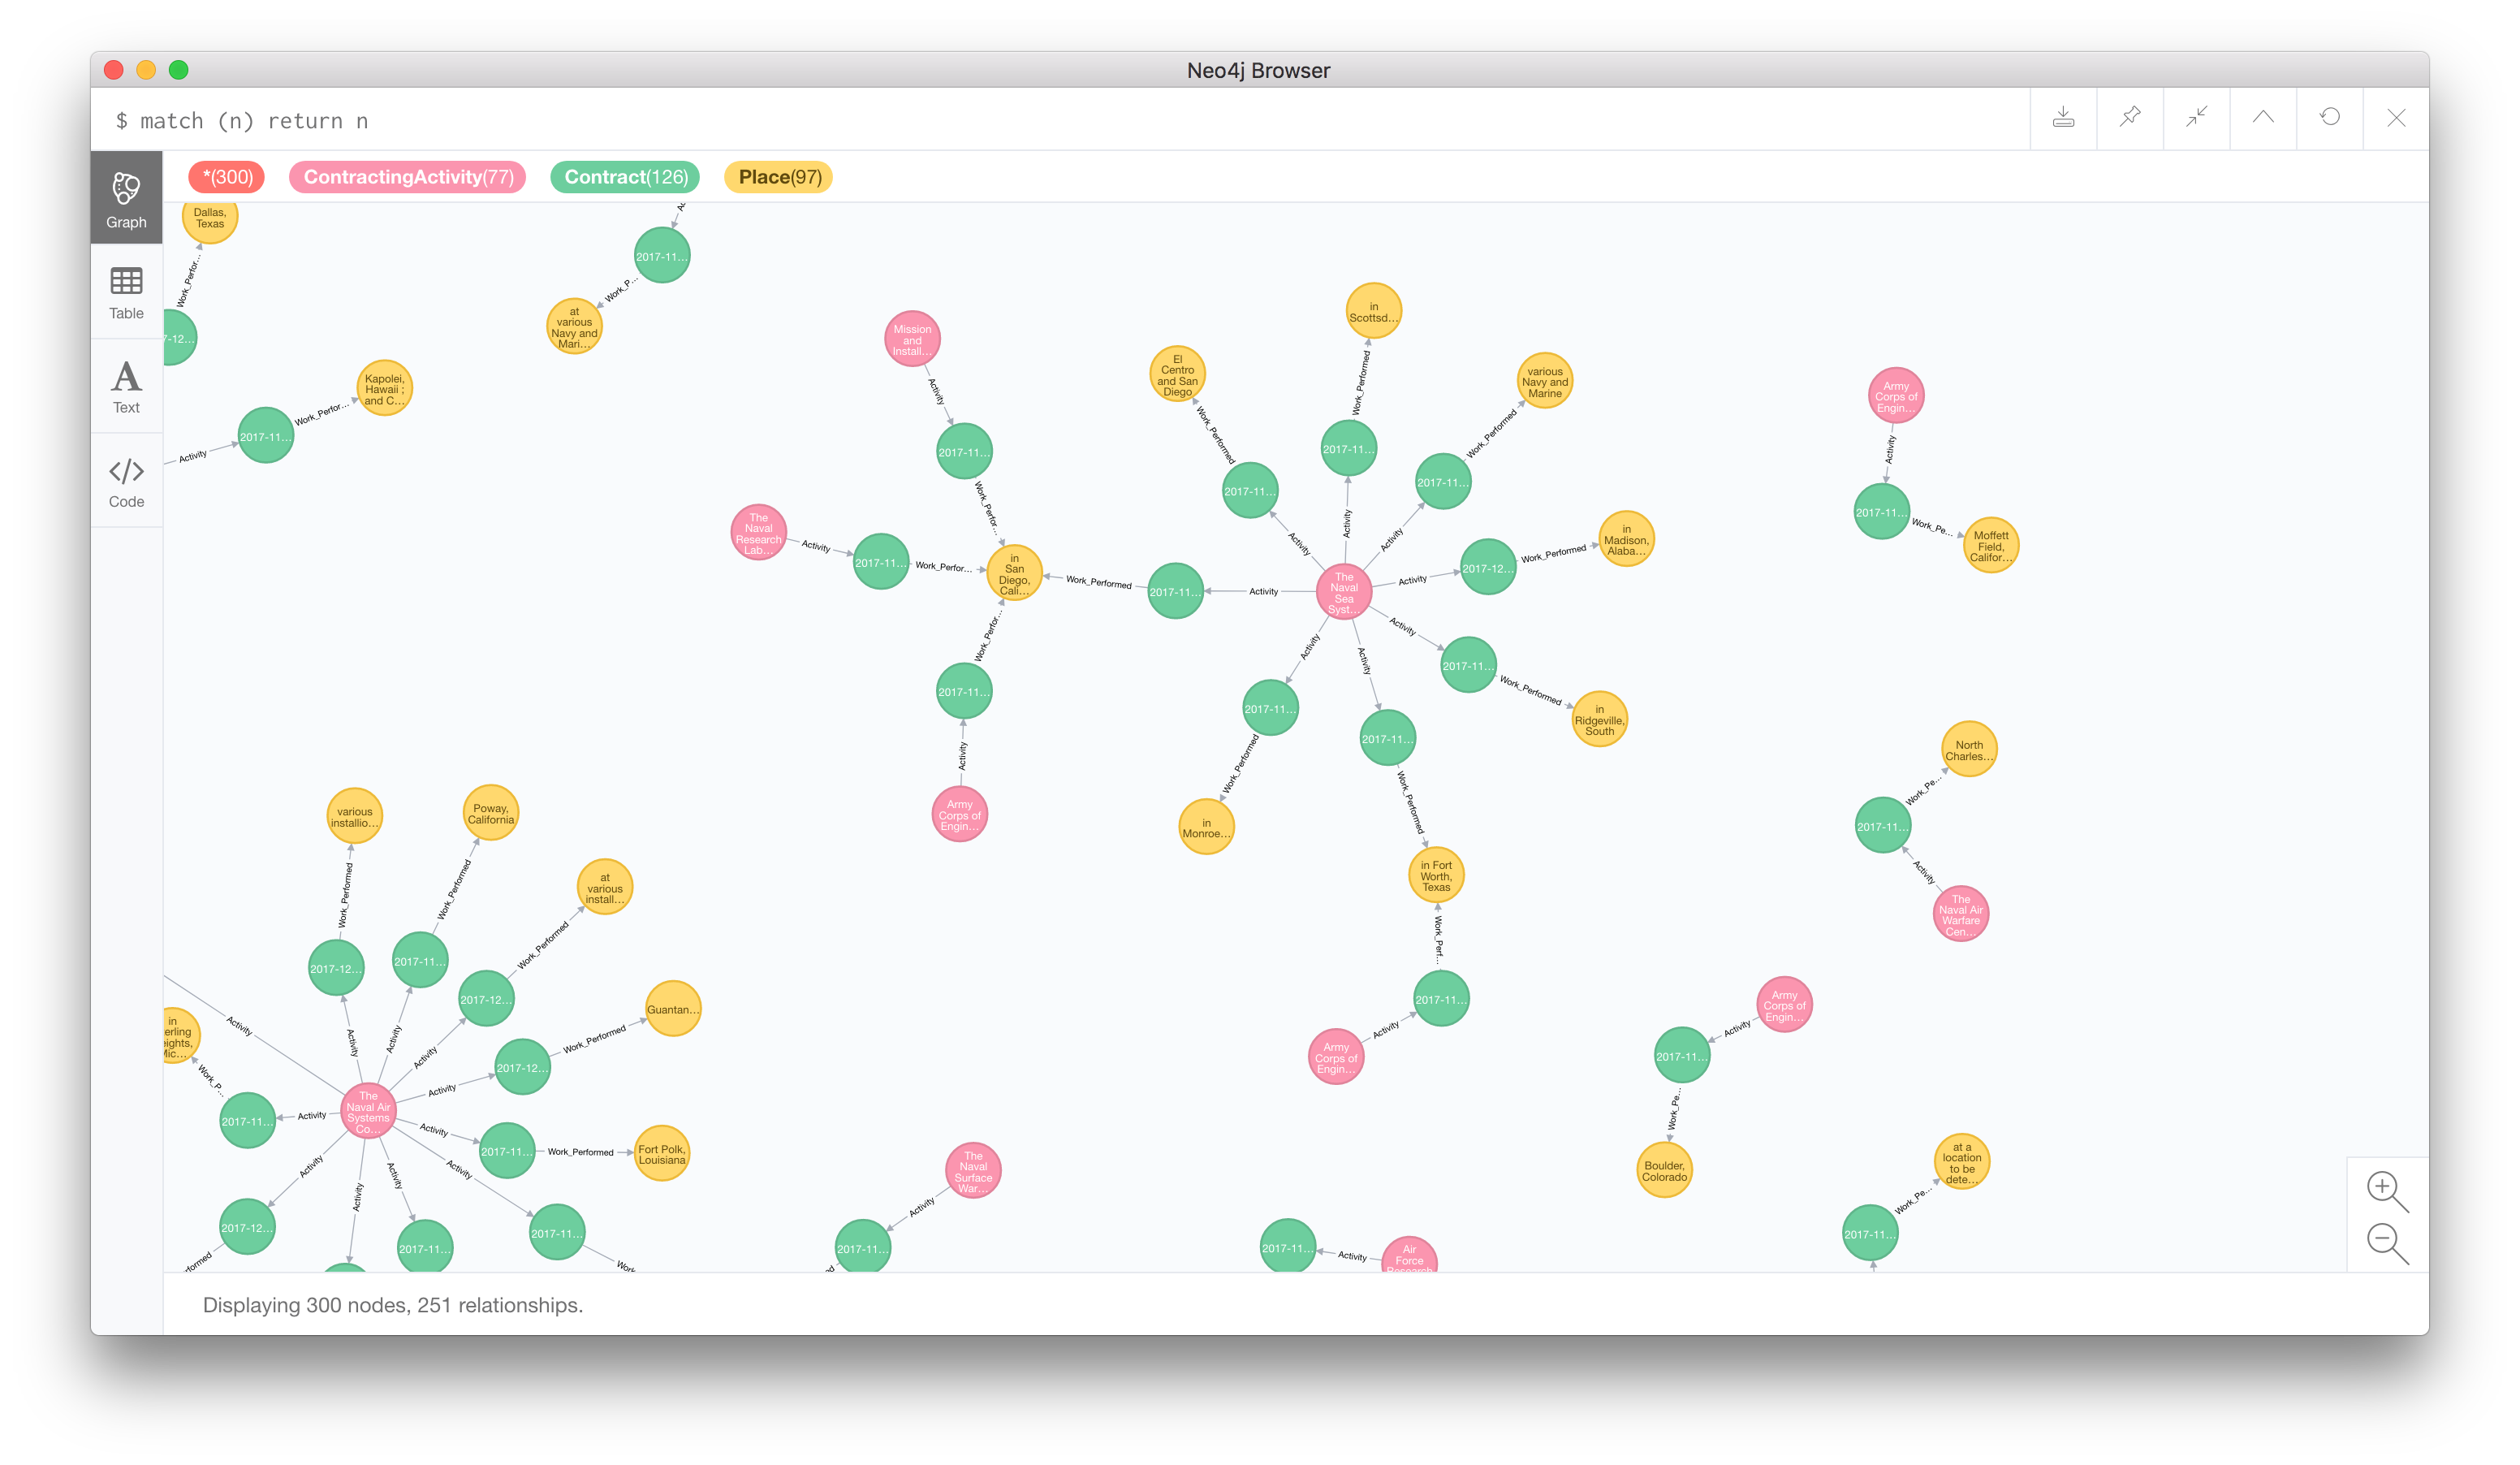 Neo4j Browser
$ match (n) return n
*(300) ContractingActivity(77) Contract(126) Place(97)
Graph
Table
Text
Code
Dallas,
Texas
Work_Perfor...
2017-11...
Work_P...
at
various
Navy and
Mari...
Kapolei,
Hawaii ;
and C...
Work_Perfor...
2017-11...
Activity
Mission
and
Install...
Activity
2017-11...
Work_Perfor...
The
Naval
Research
Lab...
Activity
2017-11...
Work_Perfor...
in
San
Diego,
Cali...
Work_Perfor...
2017-11...
Activity
Army
Corps of
Engin...
Work_Performed
2017-11...
Activity
The
Naval
Sea
Syst...
El
Centro
and San
Diego
Work_Performed
2017-11...
Activity
in
Scottsd...
Work_Performed
2017-11...
Activity
various
Navy and
Marine
Work_Performed
2017-11...
Activity
in
Madison,
Alaba...
Work_Performed
2017-12...
Activity
Activity
2017-11...
Work_Performed
in
Ridgeville,
South
Activity
2017-11...
Work_Performed
in
Monroe...
Activity
2017-11...
Work_Performed
in Fort
Worth,
Texas
Work_Perf...
2017-11...
Activity
Army
Corps of
Engin...
Army
Corps of
Engin...
Activity
2017-11...
Work_Pe...
Moffett
Field,
Califor...
North
Charles...
Work_Pe...
2017-11...
Activity
The
Naval Air
Warfare
Cen...
Army
Corps of
Engin...
Activity
2017-11...
Work_Pe...
Boulder,
Colorado
at a
location
to be
dete...
Work_Pe...
2017-11...
various
installio...
Work_Performed
2017-12...
Activity
Poway,
California
Work_Performed
2017-11...
Activity
at
various
install...
Work_Performed
2017-12...
Activity
Guantan...
Work_Performed
2017-12...
Activity
Activity
in
Work_P...
2017-11...
Activity
The
Naval Air
Systems
Co...
Activity
2017-11...
Work_Performed
Fort Polk,
Louisiana
Activity
2017-12...
Activity
Activity
2017-11...
Activity
2017-11...
The
Naval
Surface
War...
Activity
2017-11...
2017-11...
Activity
Air
Force
Research
Displaying 300 nodes, 251 relationships.